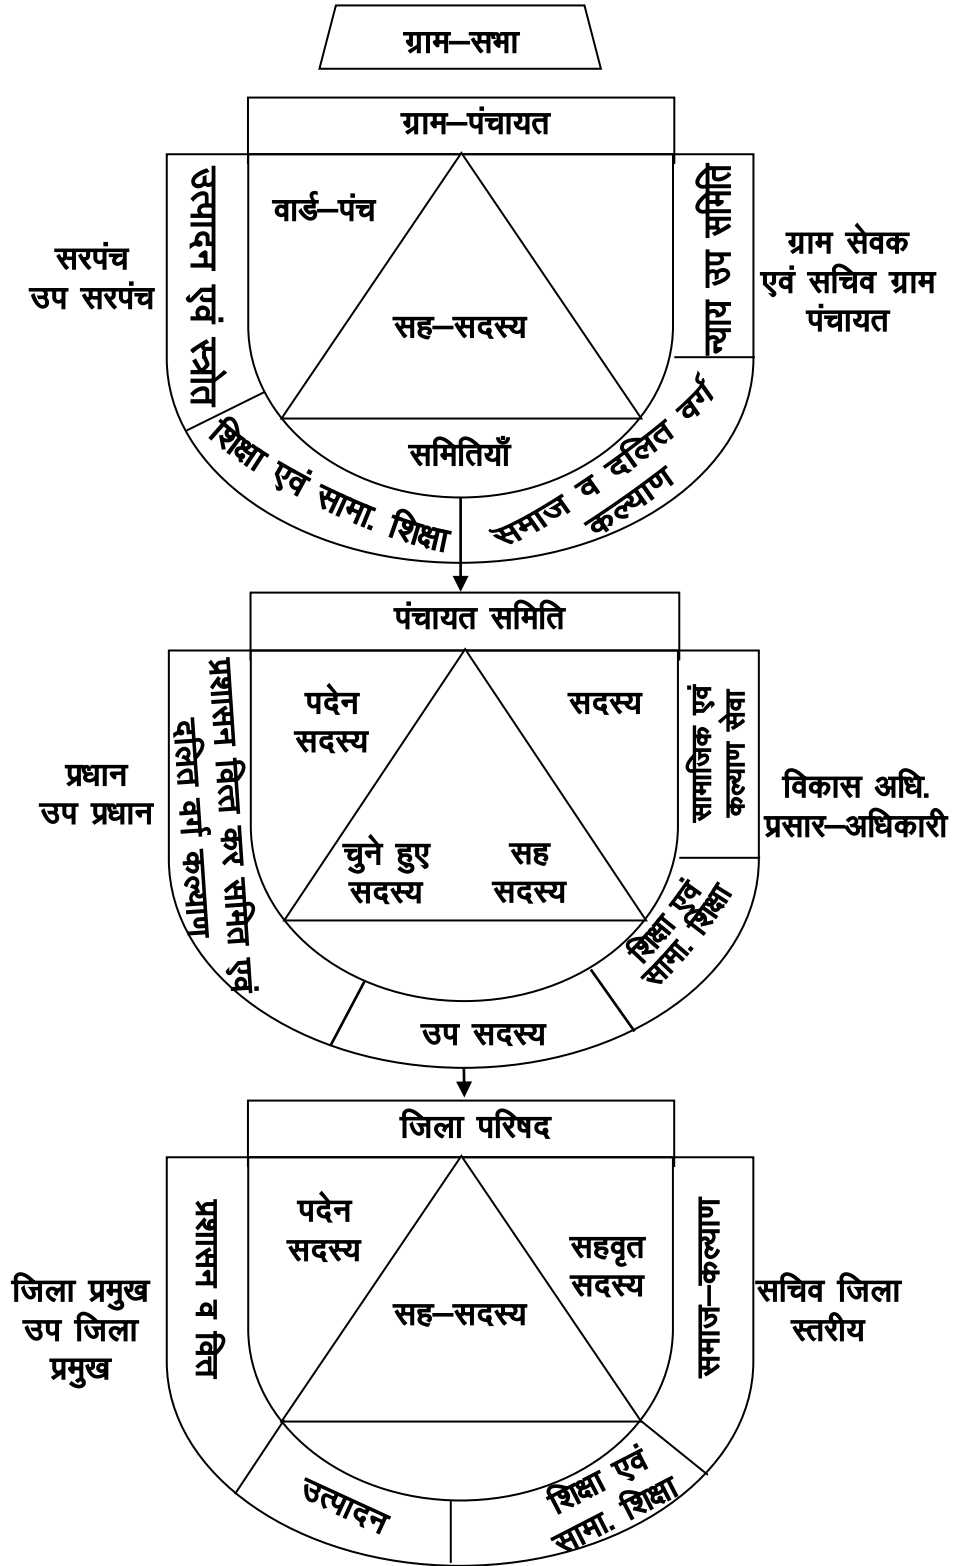 ग्राम–सभा
ग्राम–पंचायत
सरपंच
उप सरपंच
उत्पादन एवं स्त्रोत
वार्ड–पंच
सह–सदस्य
समितियाँ
न्याय उप समिति
ग्राम सेवक
एवं सचिव ग्राम
पंचायत
शिक्षा एवं सामा. शिक्षा
समाज व दलित वर्ग
कल्याण
पंचायत समिति
प्रधान
उप प्रधान
प्रशासन वित्त कर समित एवं
दलित वर्ग कल्याण
पदेन
सदस्य
सदस्य
चुने हुए
सदस्य
सह
सदस्य
सामाजिक एवं
कल्याण सेवा
विकास अधि.
प्रसार–अधिकारी
शिक्षा एवं
सामा. शिक्षा
उप सदस्य
जिला परिषद
जिला प्रमुख
उप जिला
प्रमुख
प्रशासन व वित
पदेन
सदस्य
सह–सदस्य
सहवृत
सदस्य
समाज–कल्याण
सचिव जिला
स्तरीय
उत्पादन
शिक्षा एवं
सामा. शिक्षा